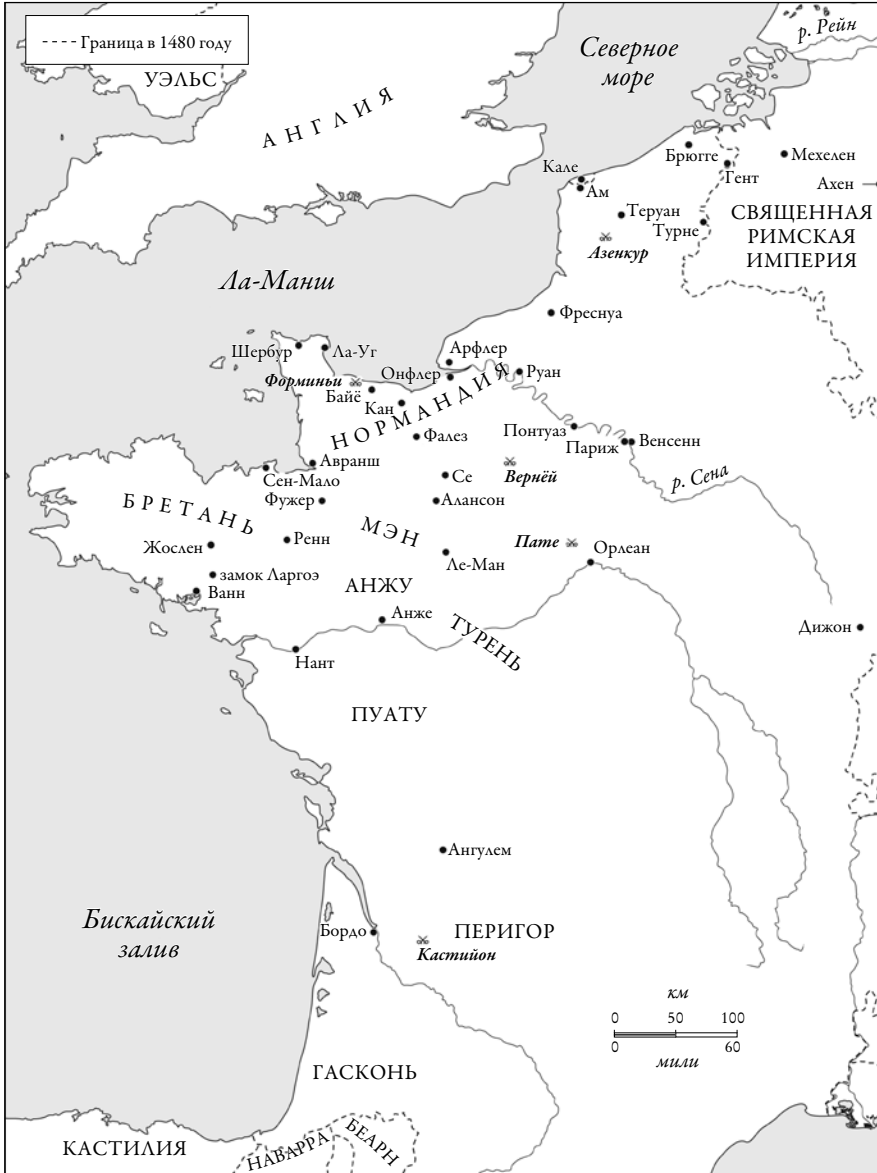 ---- Граница в 1480 году
УЭЛЬС
АНГЛИЯ
Северное
море
р. Рейн
Брюгге
Гент
Мехелен
Ахен
Кале
Ам
Теруан
Турне
Азенкур
СВЯЩЕННАЯ
РИМСКАЯ
ИМПЕРИЯ
Ла-Манш
Фреснуа
Шербур
Ла-Уг
Арфлер
Онфлер
Руан
Форминьи
Байё
Кан
НОРМАНДИЯ
Фалез
Понтуаз
Париж
Венсенн
р. Сена
Авранш
Сен-Мало
Се
Вернёй
Фужер
Алансон
БРЕТАНЬ
МЭН
Ренн
Жослен
Пате
Орлеан
Ле-Ман
замок Ларгоэ
Ванн
АНЖУ
Анже
ТУРЕНЬ
Дижон
Нант
ПУАТУ
Ангулем
Бискайский
залив
Бордо
ПЕРИГОР
Кастийон
км
0 50 100
0 60
мили
ГАСКОНЬ
КАСТИЛИЯ
НАВАРРА
БЕАРН